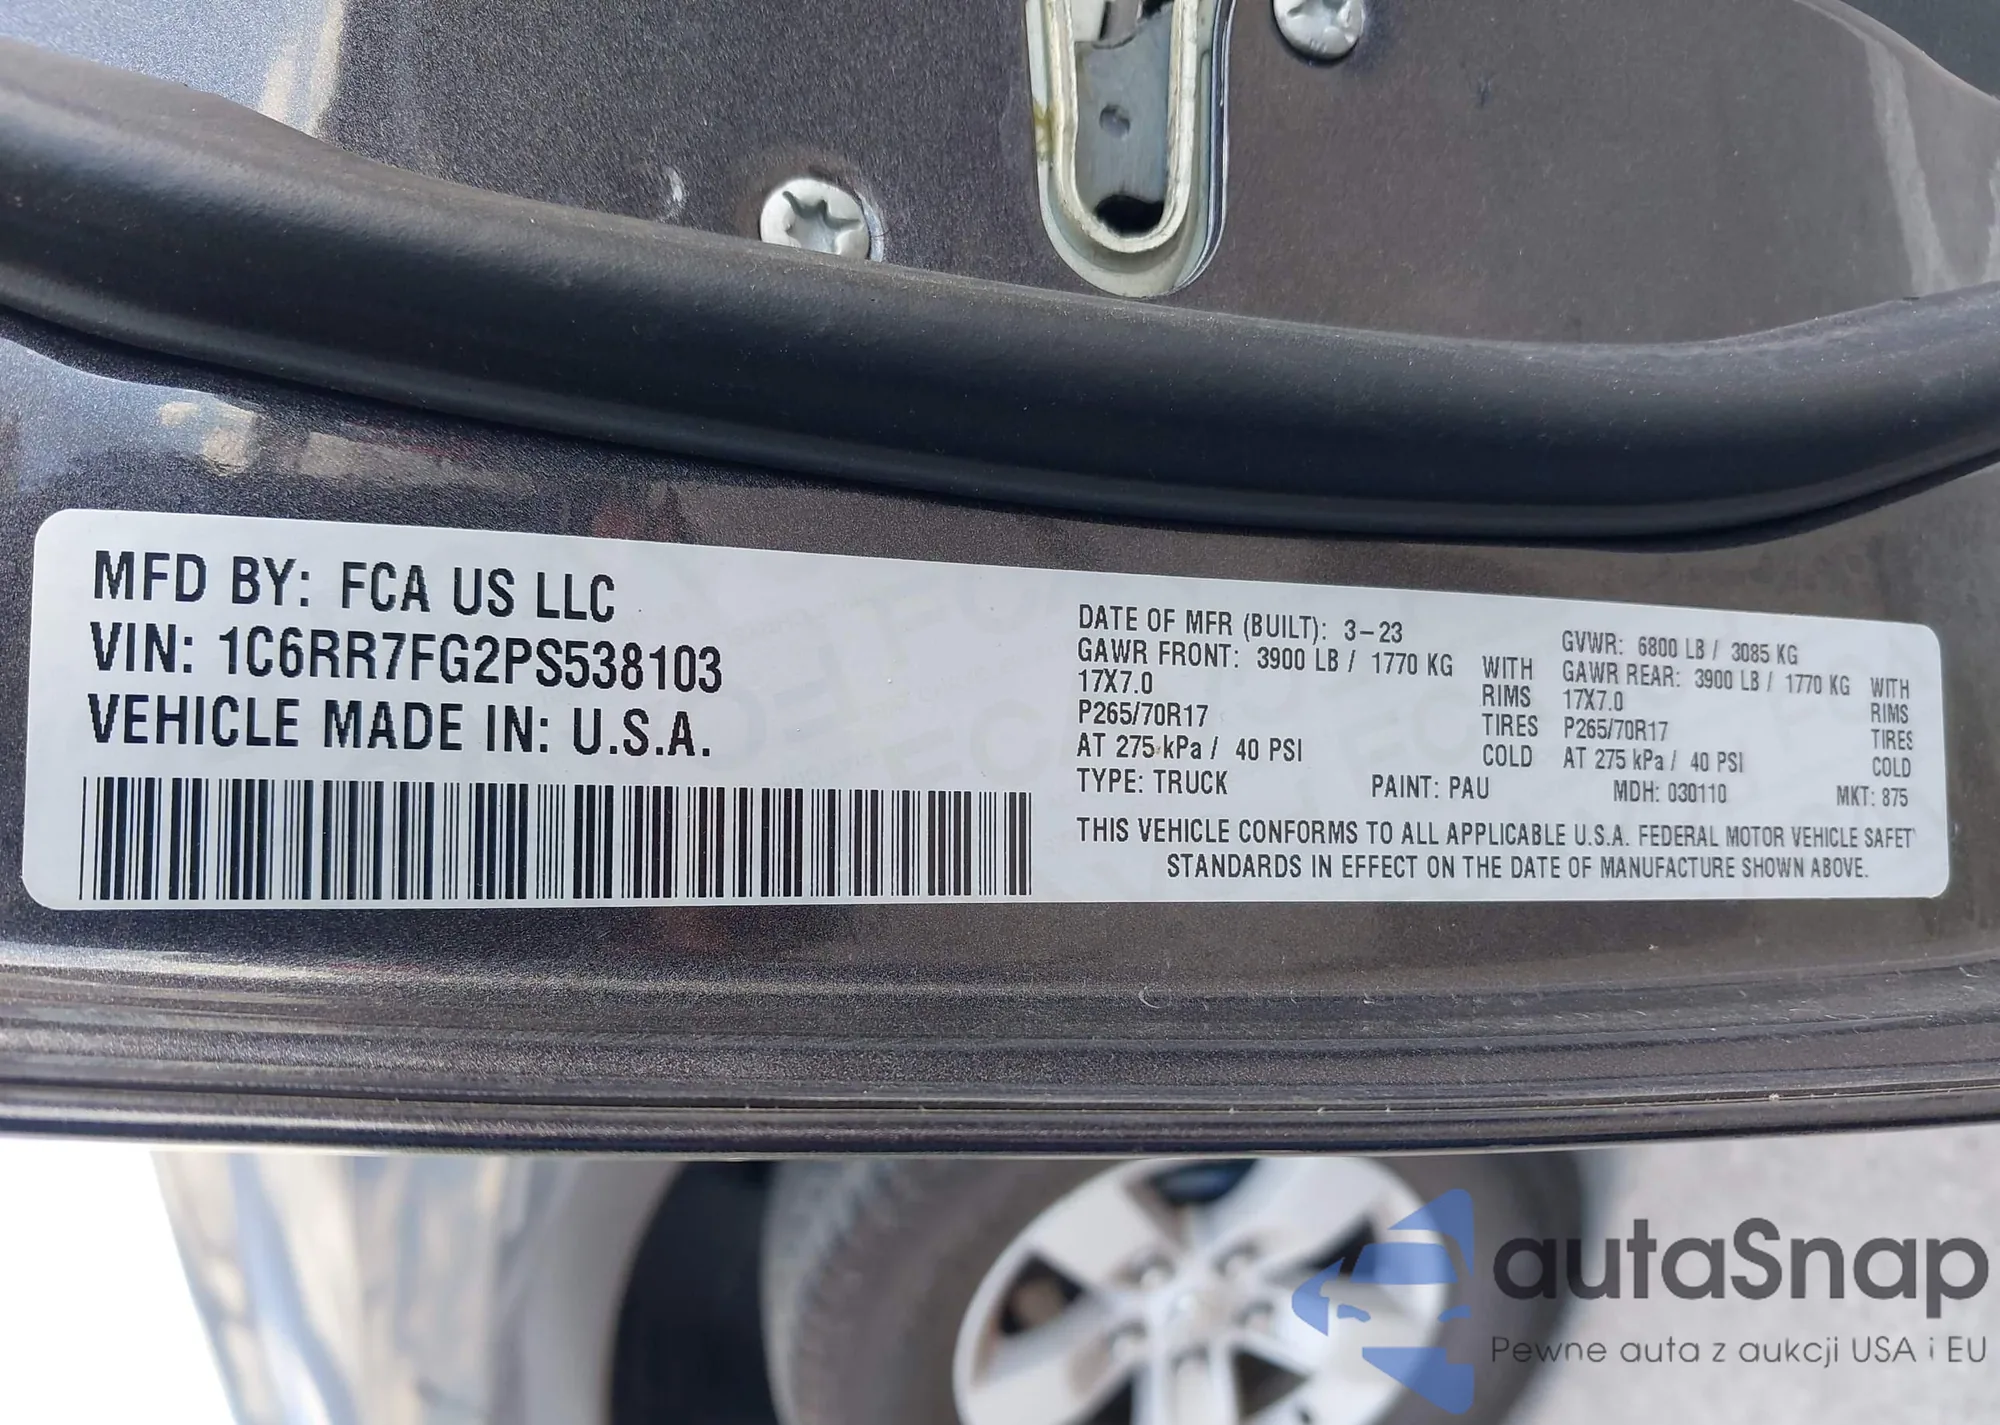 MFD BY: FCA US LLC
VIN: 1C6RR7FG2PS538103
VEHICLE MADE IN: U.S.A.
DATE OF MFR (BUILT): 3-23
GAWR FRONT: 3900 LB / 1770 KG WITH
17X7.0 RIMS
P265/70R17 TIRES
AT 275 kPa / 40 PSI COLD
GVWR: 6800 LB / 3085 KG
GAWR REAR: 3900 LB / 1770 KG WITH
17X7.0 RIMS
P265/70R17 TIRES
AT 275 kPa / 40 PSI COLD
TYPE: TRUCK PAINT: PAU MDH: 030110 MKT: 875
THIS VEHICLE CONFORMS TO ALL APPLICABLE U.S.A. FEDERAL MOTOR VEHICLE SAFET
STANDARDS IN EFFECT ON THE DATE OF MANUFACTURE SHOWN ABOVE.
autaSnap
Pewne auta z aukcji USA i EU